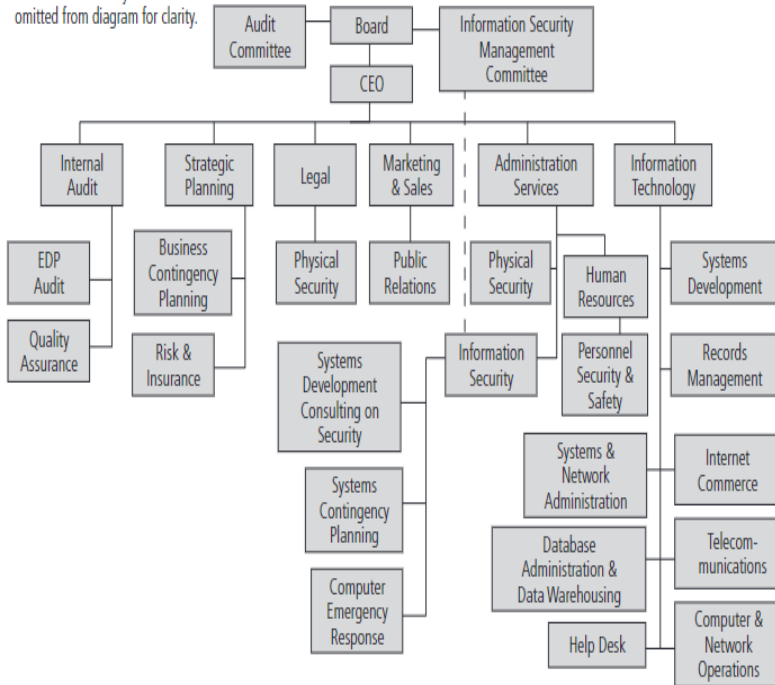 omitted from diagram for clarity.
Audit
Committee
Board
Information Security
Management
Committee
CEO
Internal
Audit
Strategic
Planning
Legal
Marketing
& Sales
Administration
Services
Information
Technology
EDP
Audit
Business
Contingency
Planning
Physical
Security
Public
Relations
Physical
Security
Human
Resources
Systems
Development
Quality
Assurance
Risk &
Insurance
Systems
Development
Consulting on
Security
Information
Security
Personnel
Security &
Safety
Records
Management
Systems
Contingency
Planning
Systems &
Network
Administration
Internet
Commerce
Database
Administration &
Data Warehousing
Telecom-
munications
Computer
Emergency
Response
Help Desk
Computer &
Network
Operations